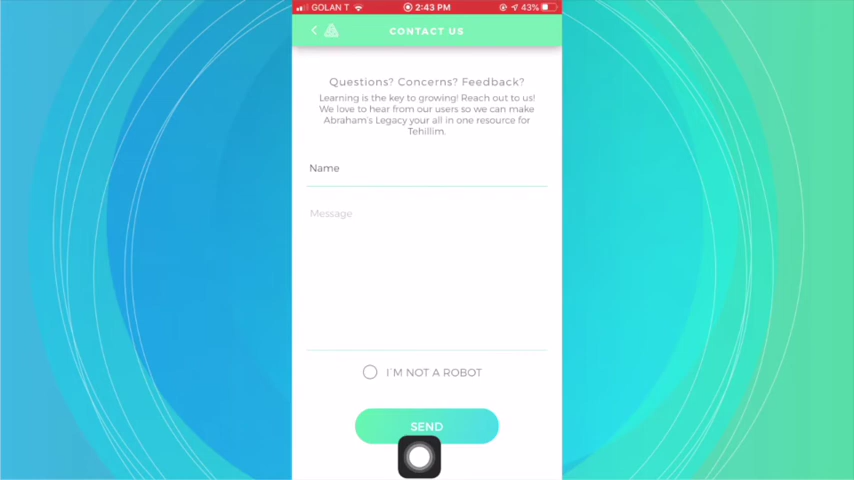 GOLAN T 2:43 PM 43%
CONTACT US
Questions? Concerns? Feedback?
Learning is the key to growing! Reach out to us!
We love to hear from our users so we can make
Abraham's Legacy your all in one resource for
Tehillim.
Name
Message
I'M NOT A ROBOT
SEND